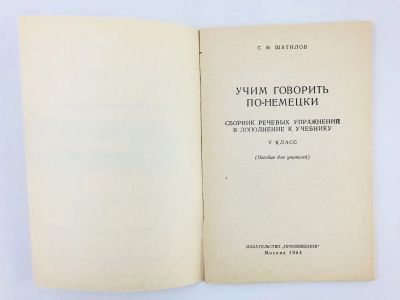 С. Ф. ШАТИЛОВ
УЧИМ ГОВОРИТЬ
ПО-НЕМЕЦКИ
СБОРНИК РЕЧЕВЫХ УПРАЖНЕНИЙ
В ДОПОЛНЕНИЕ К УЧЕБНИКУ
V КЛАСС
(Пособие для учителей)
ИЗДАТЕЛЬСТВО „ПРОСВЕЩЕНИЕ"
Москва 1964